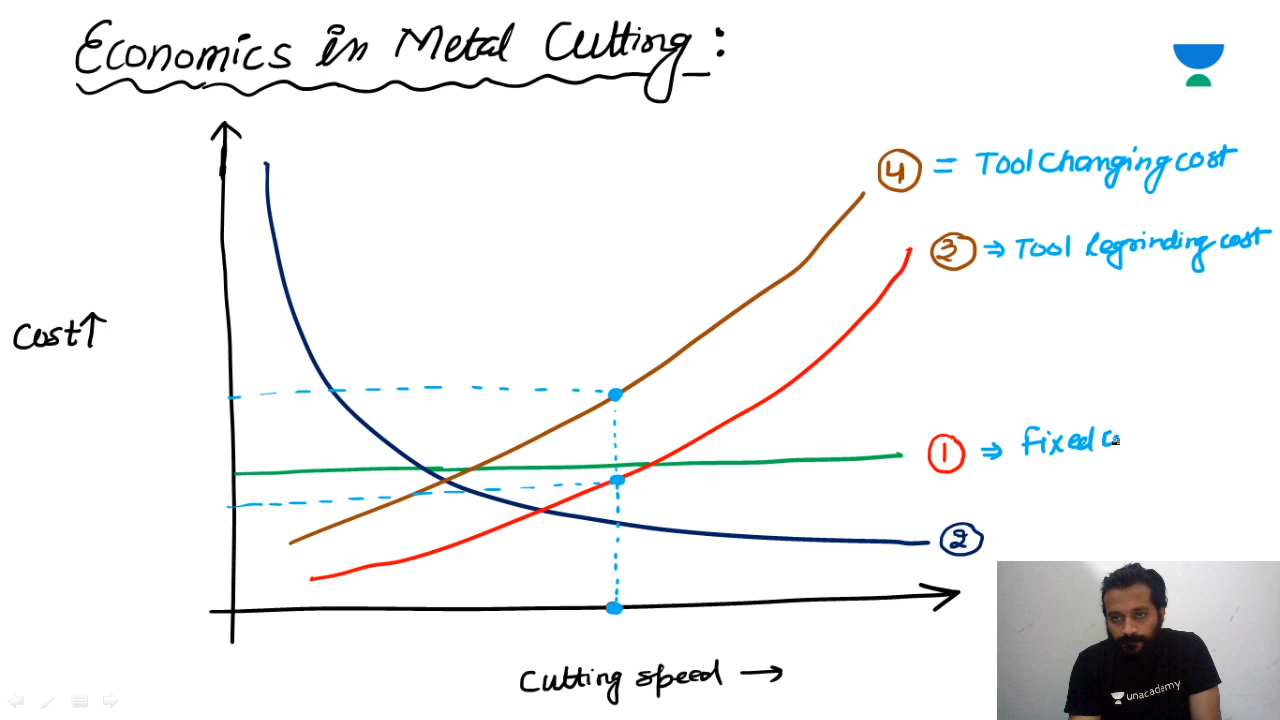 Economics in Metal Cutting :
④ = Tool Changing cost
③ ⇒ Tool Regrinding cost
Cost↑
① ⇒ Fixed co
②
Cutting speed →
unacademy